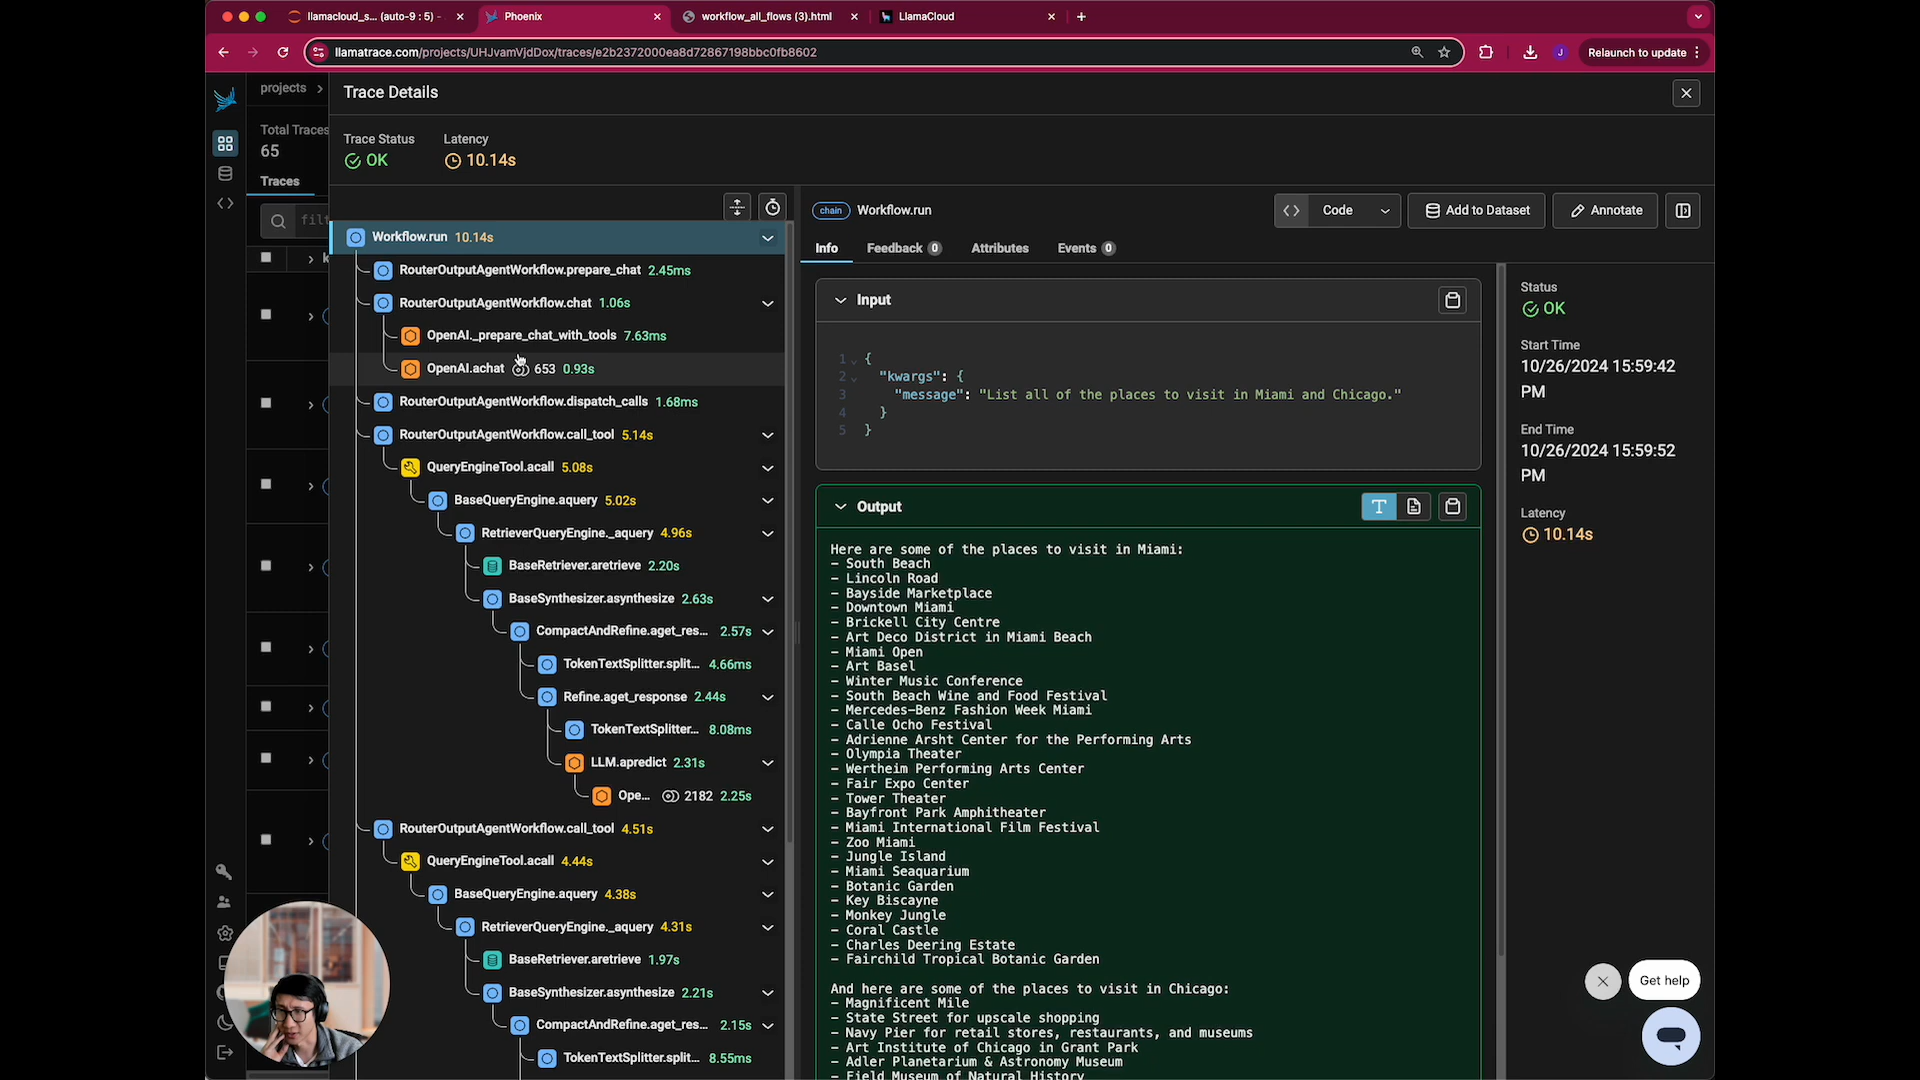 llamacloud_s... (auto-9 : 5) -
Phoenix
workflow_all_flows (3).html
LlamaCloud
llamatrace.com/projects/UHJvamVjdDox/traces/e2b2372000ea8d72867198bbc0fb8602
J
Relaunch to update
projects
Total Traces
65
Traces
filt
k
Trace Details
Trace Status
OK
Latency
10.14s
Workflow.run 10.14s
RouterOutputAgentWorkflow.prepare_chat 2.45ms
RouterOutputAgentWorkflow.chat 1.06s
OpenAI._prepare_chat_with_tools 7.63ms
OpenAI.achat 653 0.93s
RouterOutputAgentWorkflow.dispatch_calls 1.68ms
RouterOutputAgentWorkflow.call_tool 5.14s
QueryEngineTool.acall 5.08s
BaseQueryEngine.aquery 5.02s
RetrieverQueryEngine._aquery 4.96s
BaseRetriever.aretrieve 2.20s
BaseSynthesizer.asynthesize 2.63s
CompactAndRefine.aget_res... 2.57s
TokenTextSplitter.split... 4.66ms
Refine.aget_response 2.44s
TokenTextSplitter... 8.08ms
LLM.apredict 2.31s
Ope... 2182 2.25s
RouterOutputAgentWorkflow.call_tool 4.51s
QueryEngineTool.acall 4.44s
BaseQueryEngine.aquery 4.38s
RetrieverQueryEngine._aquery 4.31s
BaseRetriever.aretrieve 1.97s
BaseSynthesizer.asynthesize 2.21s
CompactAndRefine.aget_res... 2.15s
TokenTextSplitter.split... 8.55ms
chain Workflow.run
Code
Add to Dataset
Annotate
Info
Feedback 0
Attributes
Events 0
Input
1 {
2 "kwargs": {
3 "message": "List all of the places to visit in Miami and Chicago."
4 }
5 }
Output
Here are some of the places to visit in Miami:
- South Beach
- Lincoln Road
- Bayside Marketplace
- Downtown Miami
- Brickell City Centre
- Art Deco District in Miami Beach
- Miami Open
- Art Basel
- Winter Music Conference
- South Beach Wine and Food Festival
- Mercedes-Benz Fashion Week Miami
- Calle Ocho Festival
- Adrienne Arsht Center for the Performing Arts
- Olympia Theater
- Wertheim Performing Arts Center
- Fair Expo Center
- Tower Theater
- Bayfront Park Amphitheater
- Miami International Film Festival
- Zoo Miami
- Jungle Island
- Miami Seaquarium
- Botanic Garden
- Key Biscayne
- Monkey Jungle
- Coral Castle
- Charles Deering Estate
- Fairchild Tropical Botanic Garden
And here are some of the places to visit in Chicago:
- Magnificent Mile
- State Street for upscale shopping
- Navy Pier for retail stores, restaurants, and museums
- Art Institute of Chicago in Grant Park
- Adler Planetarium & Astronomy Museum
- Field Museum of Natural History
Status
OK
Start Time
10/26/2024 15:59:42
PM
End Time
10/26/2024 15:59:52
PM
Latency
10.14s
Get help